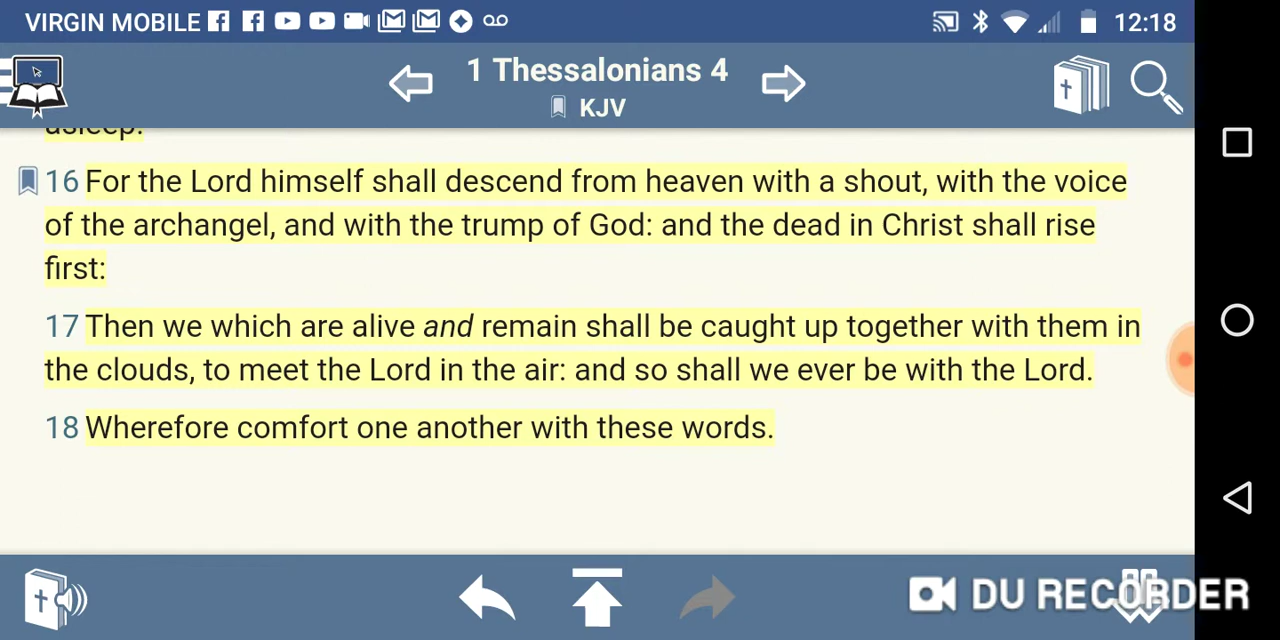 VIRGIN MOBILE 12:18
1 Thessalonians 4
KJV
asleep.
16 For the Lord himself shall descend from heaven with a shout, with the voice
of the archangel, and with the trump of God: and the dead in Christ shall rise
first:
17 Then we which are alive and remain shall be caught up together with them in
the clouds, to meet the Lord in the air: and so shall we ever be with the Lord.
18 Wherefore comfort one another with these words.
DU RECORDER